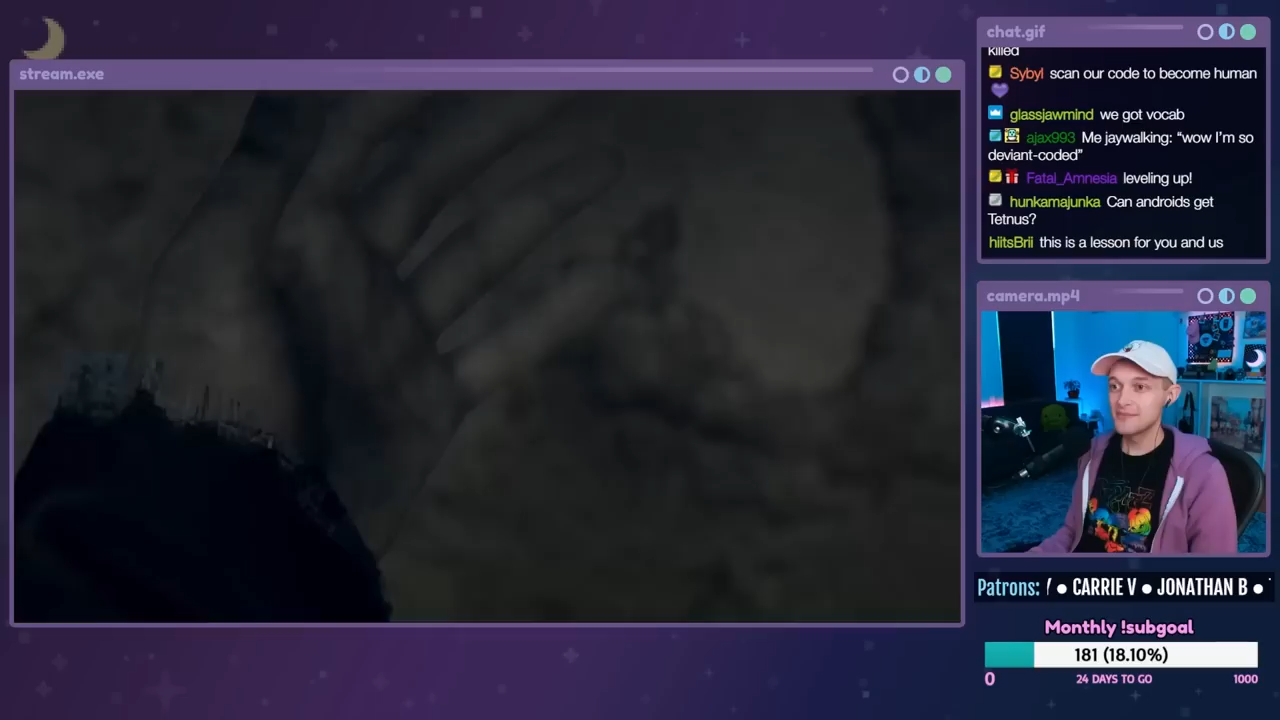 stream.exe
chat.gif
killed
Sybyl scan our code to become human
glassjawmind we got vocab
ajax993 Me jaywalking: “wow I’m so
deviant-coded”
Fatal_Amnesia leveling up!
hunkamajunka Can androids get
Tetnus?
hiitsBrii this is a lesson for you and us
camera.mp4
Patrons: ● CARRIE V ● JONATHAN B ●
Monthly !subgoal
181 (18.10%)
0 24 DAYS TO GO 1000